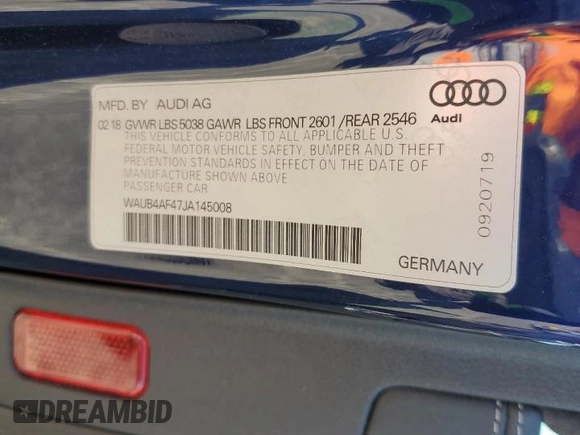 MFD. BY AUDI AG
02 18 GVWR LBS 5038 GAWR LBS FRONT 2601 /REAR 2546
THIS VEHICLE CONFORMS TO ALL APPLICABLE U.S.
FEDERAL MOTOR VEHICLE SAFETY, BUMPER AND THEFT
PREVENTION STANDARDS IN EFFECT ON THE DATE OF
MANUFACTURE SHOWN ABOVE
PASSENGER CAR
WAUB4AF47JA145008
Audi
0920719
GERMANY
DREAMBID